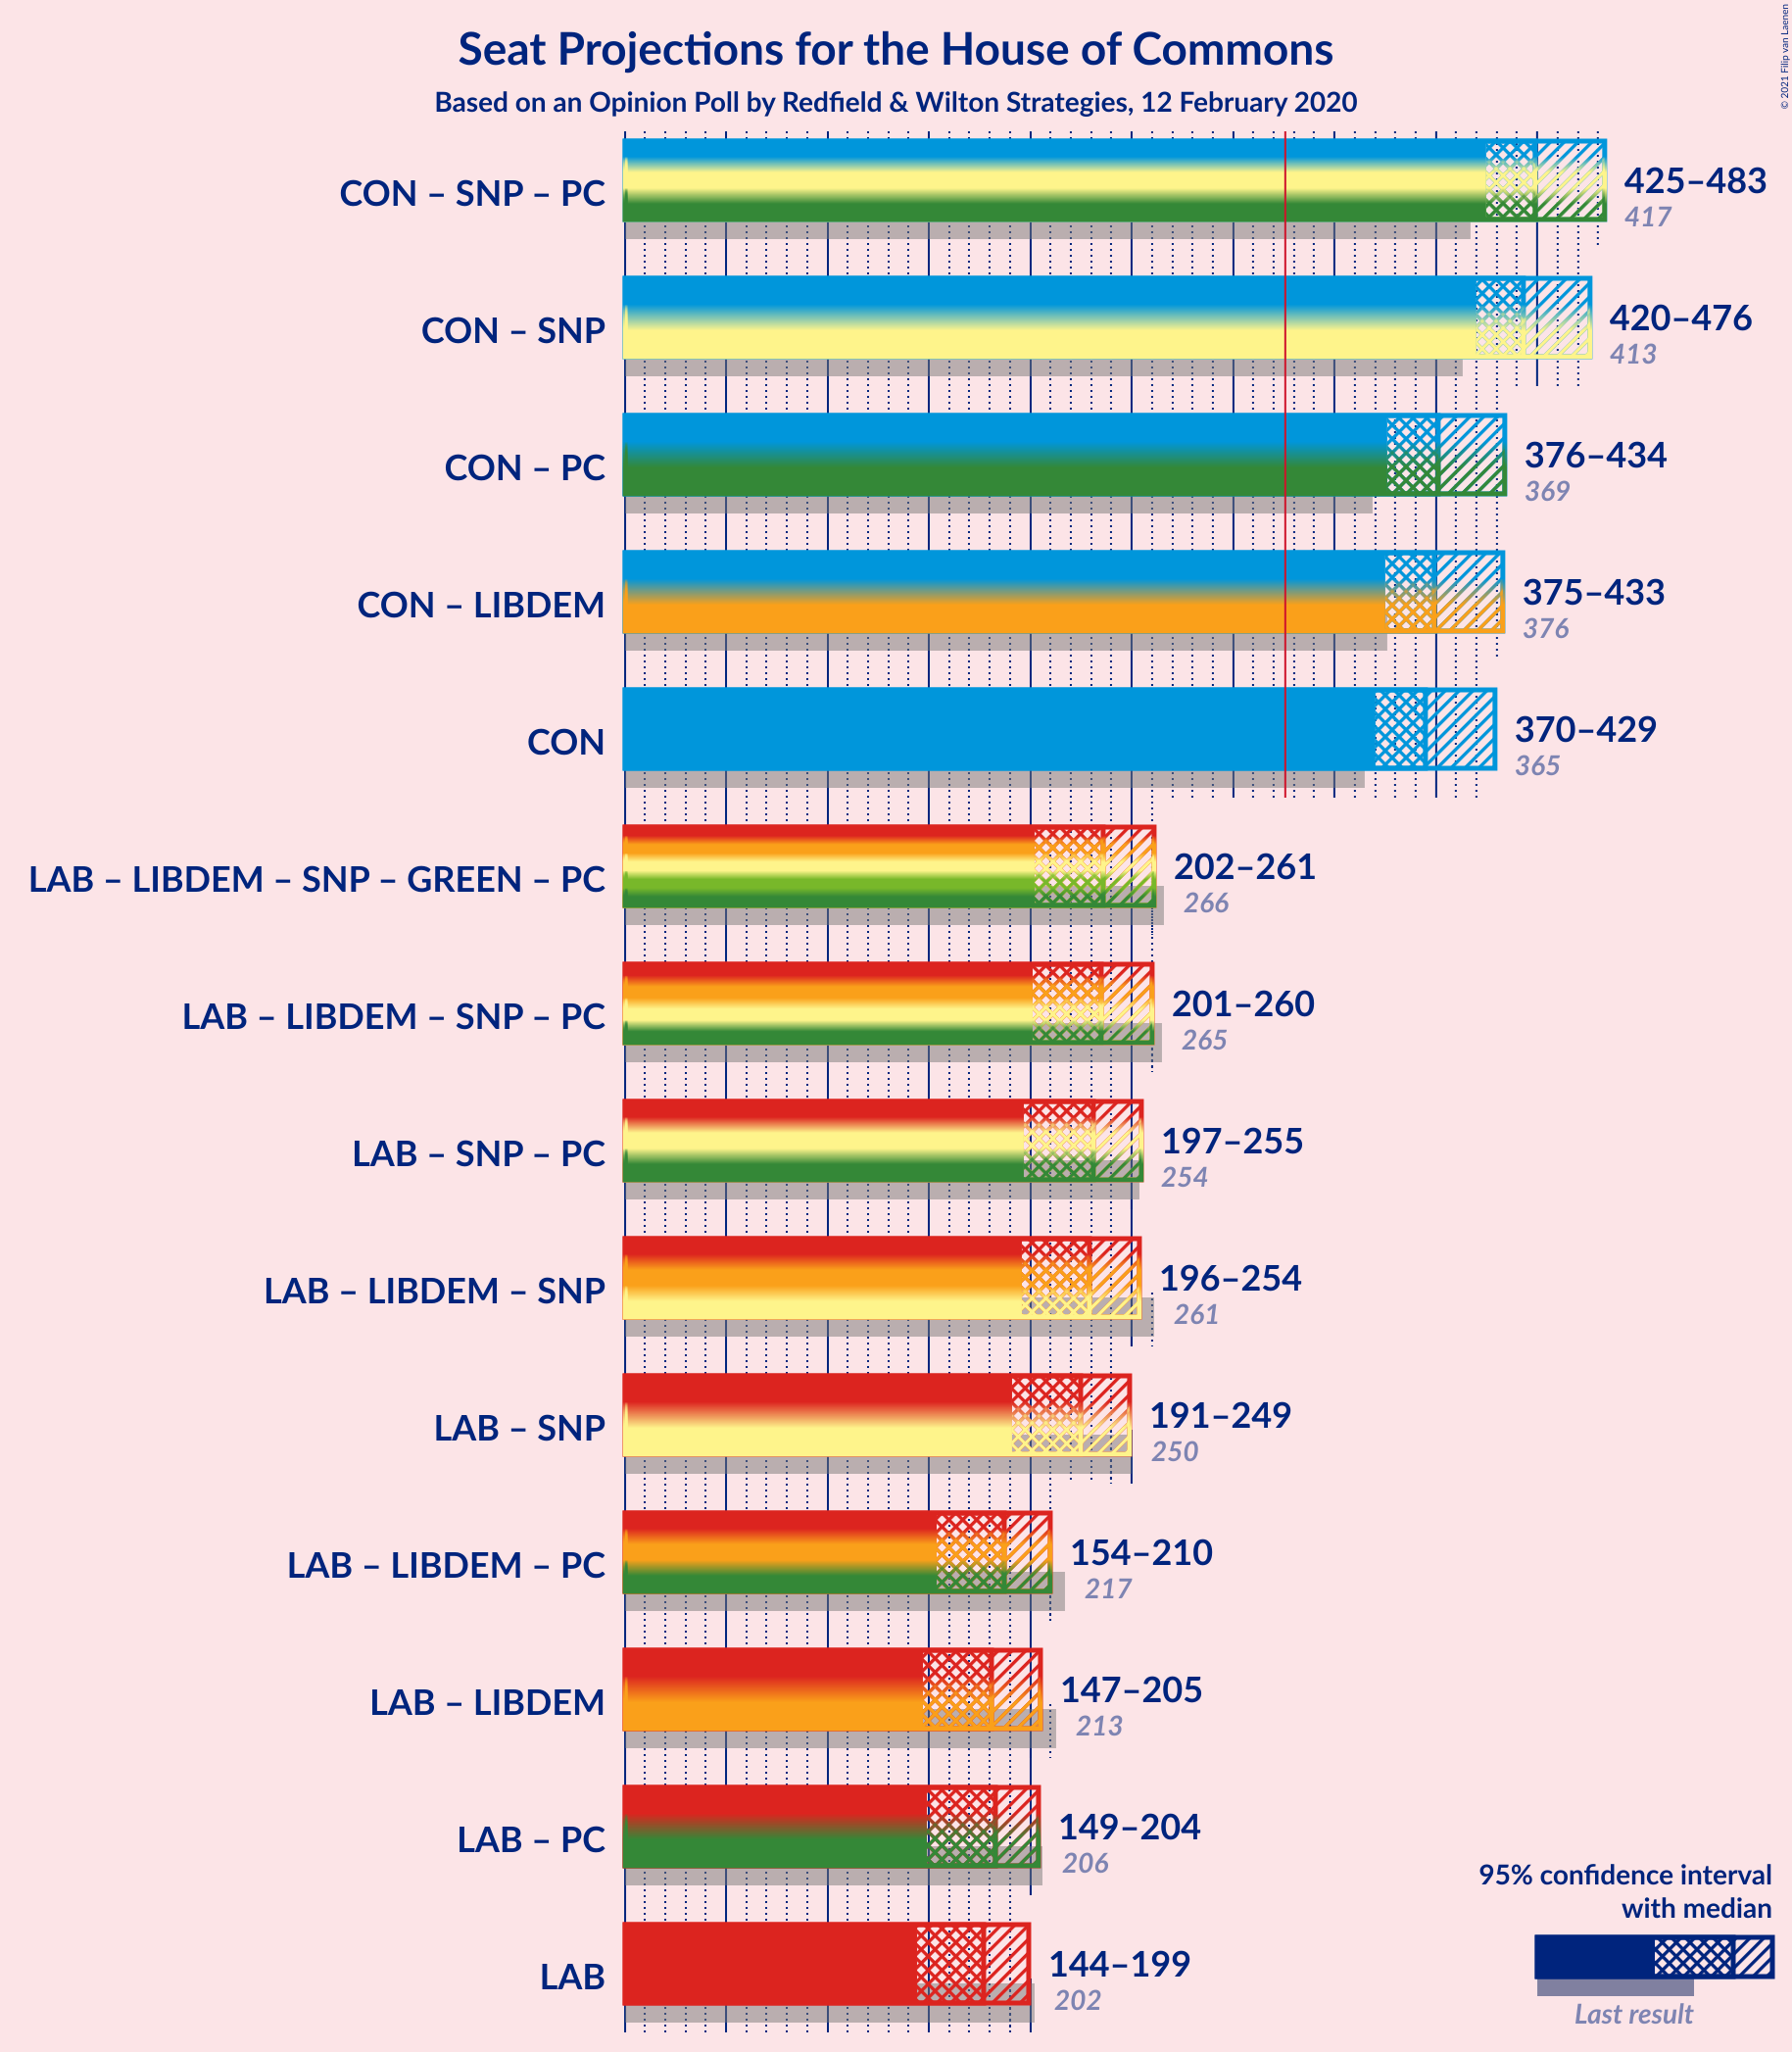 Seat Projections for the House of Commons
Based on an Opinion Poll by Redfield & Wilton Strategies, 12 February 2020
© 2021 Filip van Laenen
CON – SNP – PC
425–483
417
CON – SNP
420–476
413
CON – PC
376–434
369
CON – LIBDEM
375–433
376
CON
370–429
365
LAB – LIBDEM – SNP – GREEN – PC
202–261
266
LAB – LIBDEM – SNP – PC
201–260
265
LAB – SNP – PC
197–255
254
LAB – LIBDEM – SNP
196–254
261
LAB – SNP
191–249
250
LAB – LIBDEM – PC
154–210
217
LAB – LIBDEM
147–205
213
LAB – PC
149–204
206
LAB
144–199
202
95% confidence interval
with median
Last result